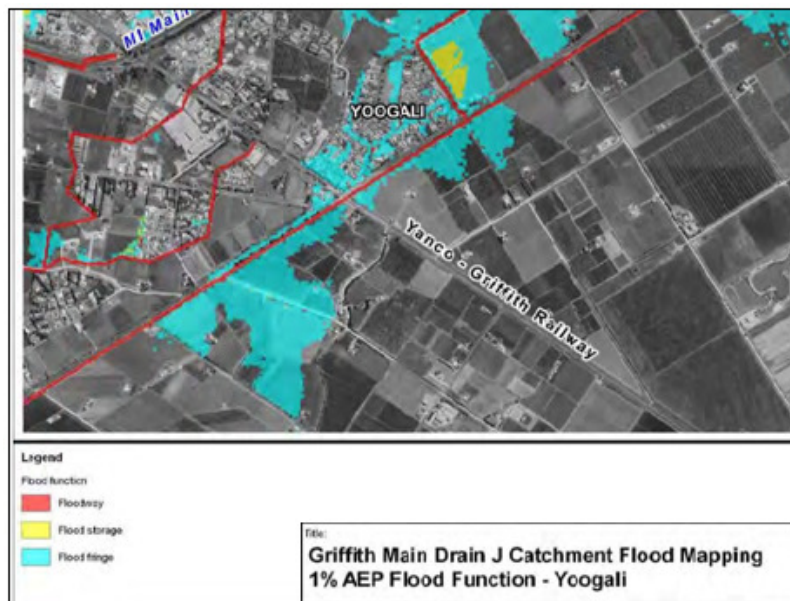 MI Main
YOOGALI
Yanco - Griffith Railway
Legend
Flood function
Floodway
Flood storage
Flood fringe
Title:
Griffith Main Drain J Catchment Flood Mapping
1% AEP Flood Function - Yoogali